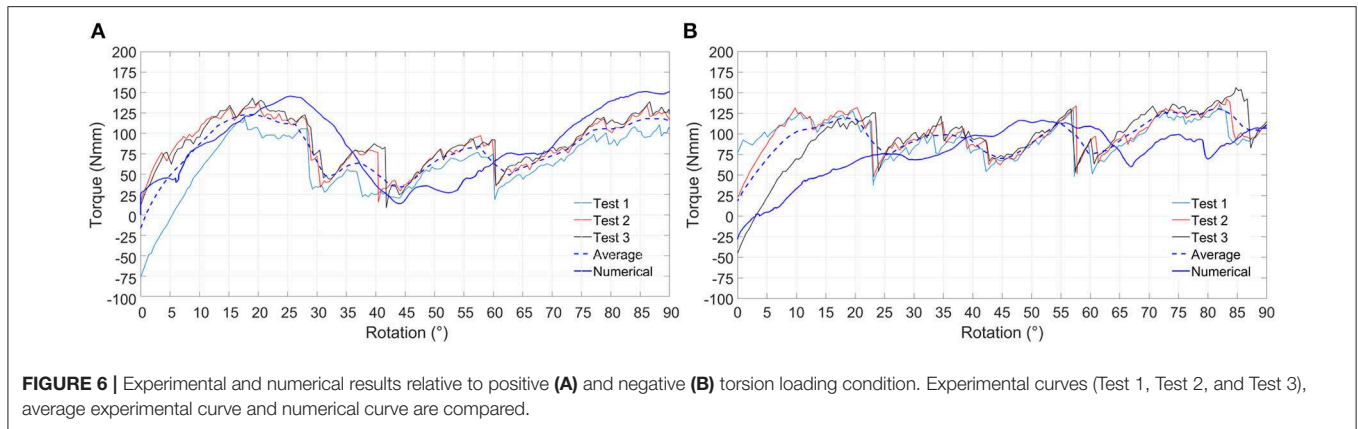 A
200
175
150
125
100
75
50
25
0
-25
-50
-75
-100
Torque (Nmm)
0 5 10 15 20 25 30 35 40 45 50 55 60 65 70 75 80 85 90
Rotation (°)
Test 1
Test 2
Test 3
Average
Numerical
B
200
175
150
125
100
75
50
25
0
-25
-50
-75
-100
Torque (Nmm)
0 5 10 15 20 25 30 35 40 45 50 55 60 65 70 75 80 85 90
Rotation (°)
Test 1
Test 2
Test 3
Average
Numerical
FIGURE 6 | Experimental and numerical results relative to positive (A) and negative (B) torsion loading condition. Experimental curves (Test 1, Test 2, and Test 3),
average experimental curve and numerical curve are compared.